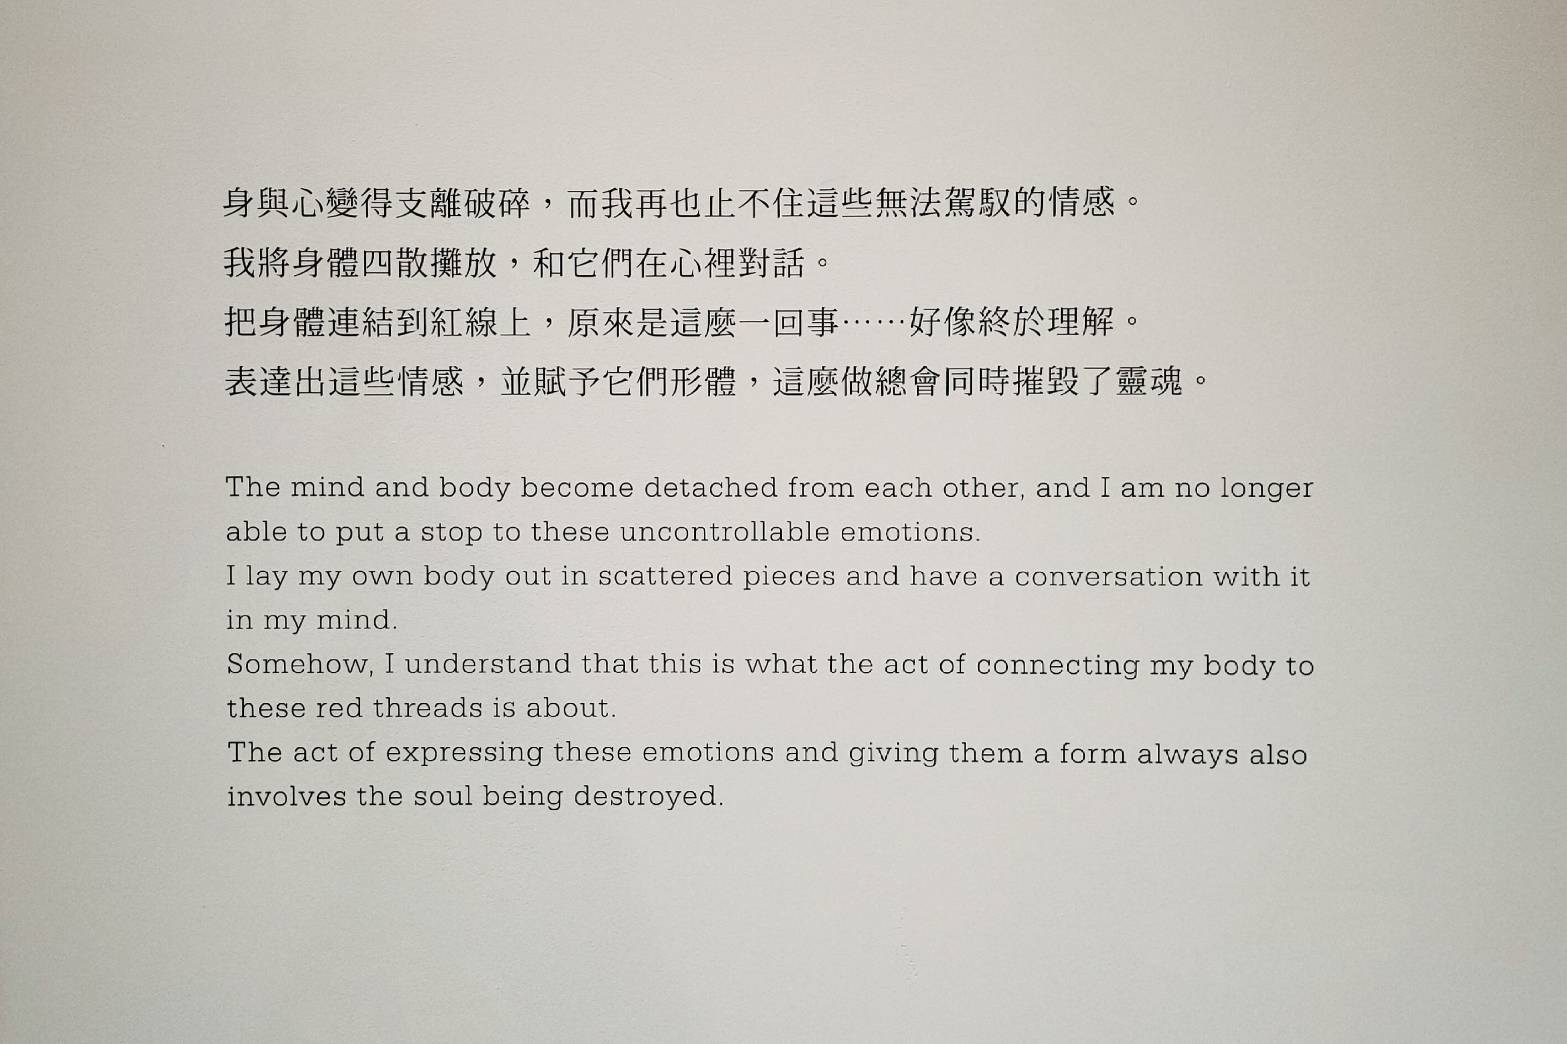 身與心變得支離破碎，而我再也止不住這些無法駕馭的情感。
我將身體四散攤放，和它們在心裡對話。
把身體連結到紅線上，原來是這麼一回事⋯⋯好像終於理解。
表達出這些情感，並賦予它們形體，這麼做總會同時摧毀了靈魂。
The mind and body become detached from each other, and I am no longer
able to put a stop to these uncontrollable emotions.
I lay my own body out in scattered pieces and have a conversation with it
in my mind.
Somehow, I understand that this is what the act of connecting my body to
these red threads is about.
The act of expressing these emotions and giving them a form always also
involves the soul being destroyed.